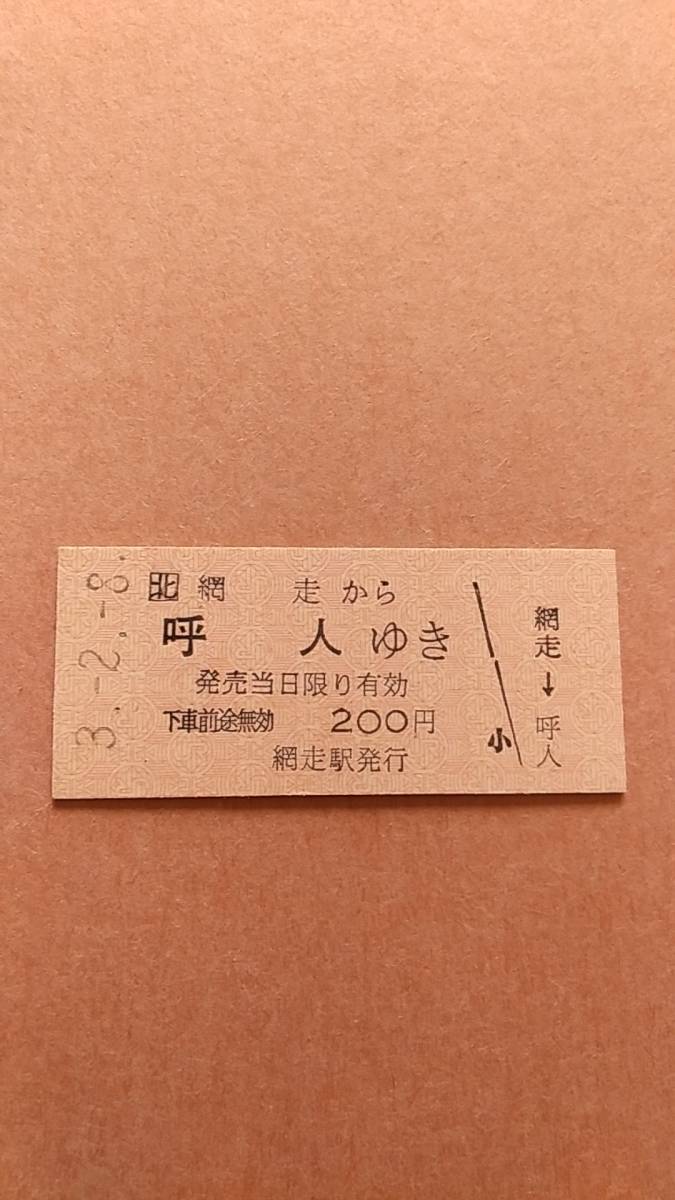 3.-2.-8.
北 網走から
呼人ゆき
発売当日限り有効
下車前途無効 200円
網走駅発行
小
網走→呼人